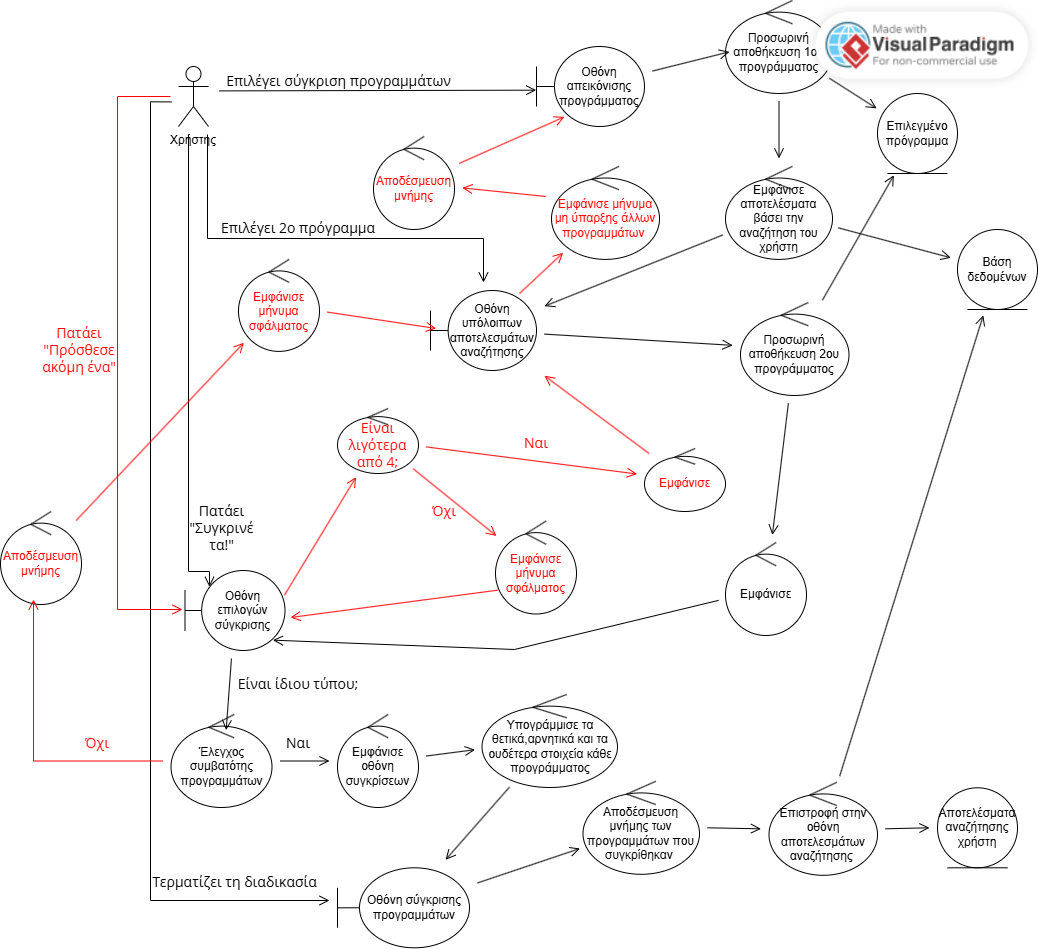 Made with
Visual Paradigm
For non-commercial use
Προσωρινή
αποθήκευση 1ου
προγράμματος
Επιλέγει σύγκριση προγραμμάτων
Οθόνη
απεικόνισης
προγράμματος
Χρήστης
Επιλεγμένο
πρόγραμμα
Αποδέσμευση
μνήμης
Εμφάνισε μήνυμα
μη ύπαρξης άλλων
προγραμμάτων
Εμφάνισε
αποτελέσματα
βάσει την
αναζήτηση του
χρήστη
Επιλέγει 2ο πρόγραμμα
Βάση
δεδομένων
Εμφάνισε
μήνυμα
σφάλματος
Οθόνη
υπόλοιπων
αποτελεσμάτων
αναζήτησης
Πατάει
"Πρόσθεσε
ακόμη ένα"
Προσωρινή
αποθήκευση 2ου
προγράμματος
Είναι
λιγότερα
από 4;
Ναι
Εμφάνισε
Όχι
Πατάει
"Συγκρινέ
τα!"
Αποδέσμευση
μνήμης
Εμφάνισε
μήνυμα
σφάλματος
Οθόνη
επιλογών
σύγκρισης
Εμφάνισε
Είναι ίδιου τύπου;
Όχι
Έλεγχος
συμβατότης
προγραμμάτων
Ναι
Εμφάνισε
οθόνη
συγκρίσεων
Υπογράμμισε τα
θετικά,αρνητικά και τα
ουδέτερα στοιχεία κάθε
προγράμματος
Αποδέσμευση
μνήμης των
προγραμμάτων που
συγκρίθηκαν
Επιστροφή στην
οθόνη
αποτελεσμάτων
αναζήτησης
Αποτελέσματα
αναζήτησης
χρήστη
Τερματίζει τη διαδικασία
Οθόνη σύγκρισης
προγραμμάτων